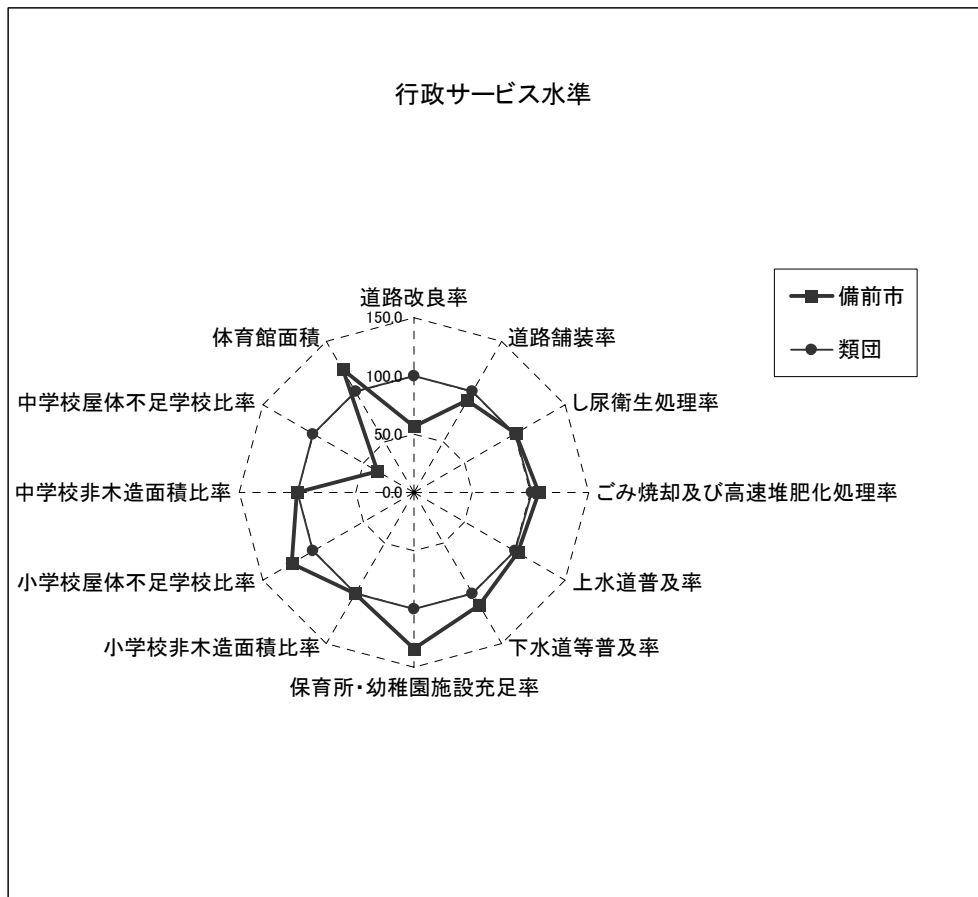 行政サービス水準
備前市
類団
道路改良率
150.0
体育館面積
道路舗装率
中学校屋体不足学校比率
100.0
し尿衛生処理率
50.0
中学校非木造面積比率
0.0
ごみ焼却及び高速堆肥化処理率
小学校屋体不足学校比率
上水道普及率
小学校非木造面積比率
下水道等普及率
保育所・幼稚園施設充足率